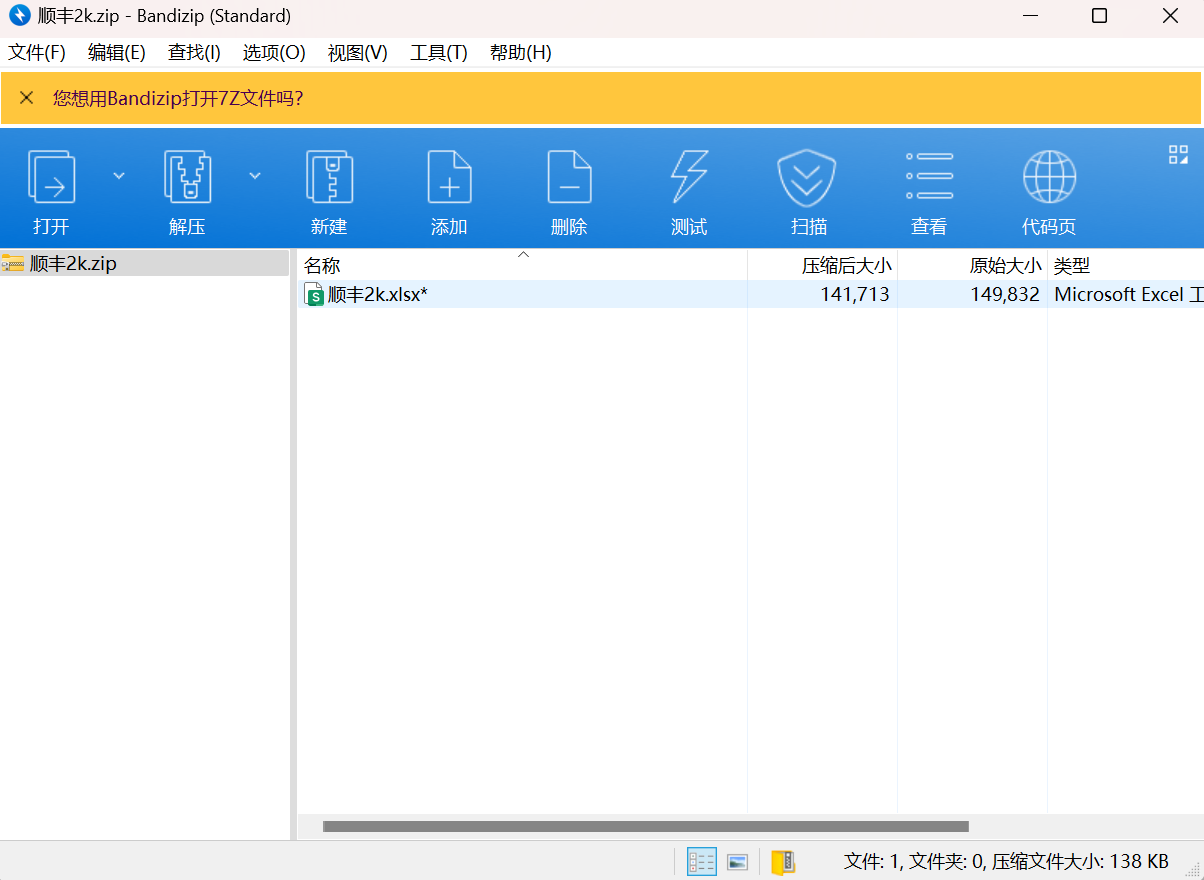 顺丰2k.zip - Bandizip (Standard)
文件(F) 编辑(E) 查找(I) 选项(O) 视图(V) 工具(T) 帮助(H)
您想用Bandizip打开7Z文件吗?
打开 解压 新建 添加 删除 测试 扫描 查看 代码页
顺丰2k.zip
名称 压缩后大小 原始大小 类型
顺丰2k.xlsx* 141,713 149,832 Microsoft Excel 工
文件: 1, 文件夹: 0, 压缩文件大小: 138 KB